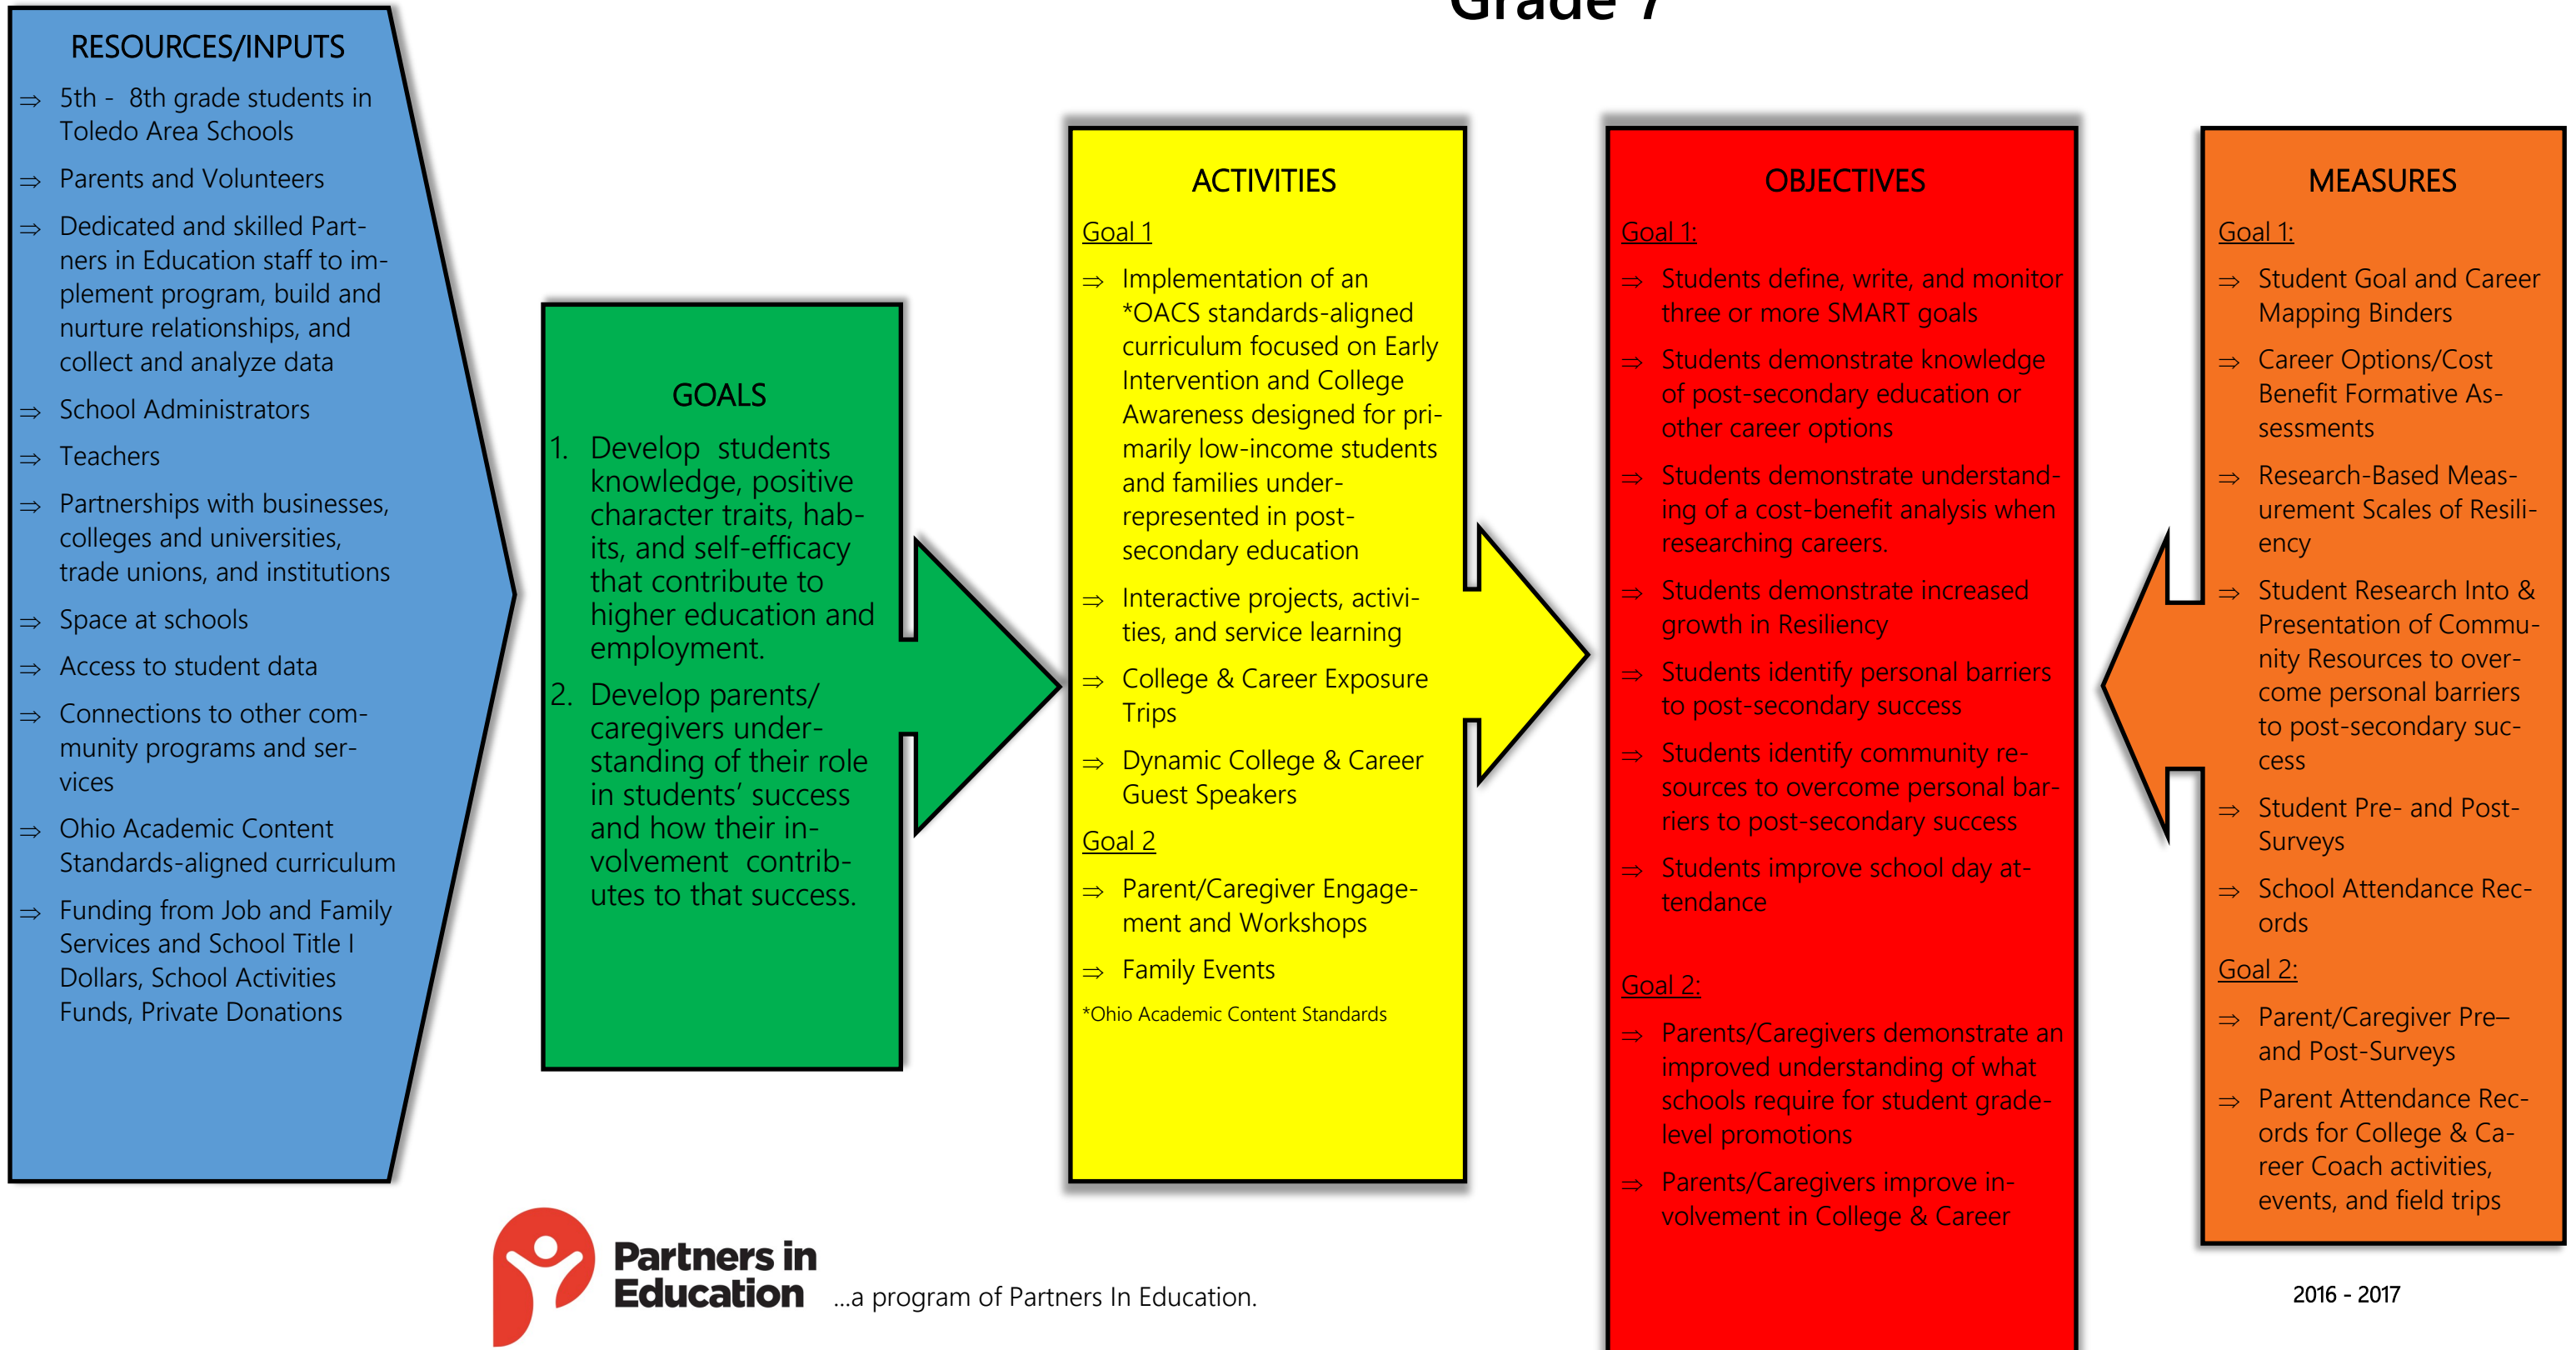 Grade 7
RESOURCES/INPUTS
⇒ 5th - 8th grade students in
Toledo Area Schools
⇒ Parents and Volunteers
⇒ Dedicated and skilled Part-
ners in Education staff to im-
plement program, build and
nurture relationships, and
collect and analyze data
⇒ School Administrators
⇒ Teachers
⇒ Partnerships with businesses,
colleges and universities,
trade unions, and institutions
⇒ Space at schools
⇒ Access to student data
⇒ Connections to other com-
munity programs and ser-
vices
⇒ Ohio Academic Content
Standards-aligned curriculum
⇒ Funding from Job and Family
Services and School Title I
Dollars, School Activities
Funds, Private Donations
GOALS
1. Develop students
knowledge, positive
character traits, hab-
its, and self-efficacy
that contribute to
higher education and
employment.
2. Develop parents/
caregivers under-
standing of their role
in students’ success
and how their in-
volvement contrib-
utes to that success.
ACTIVITIES
Goal 1
⇒ Implementation of an
*OACS standards-aligned
curriculum focused on Early
Intervention and College
Awareness designed for pri-
marily low-income students
and families under-
represented in post-
secondary education
⇒ Interactive projects, activi-
ties, and service learning
⇒ College & Career Exposure
Trips
⇒ Dynamic College & Career
Guest Speakers
Goal 2
⇒ Parent/Caregiver Engage-
ment and Workshops
⇒ Family Events
*Ohio Academic Content Standards
OBJECTIVES
Goal 1:
⇒ Students define, write, and monitor
three or more SMART goals
⇒ Students demonstrate knowledge
of post-secondary education or
other career options
⇒ Students demonstrate understand-
ing of a cost-benefit analysis when
researching careers.
⇒ Students demonstrate increased
growth in Resiliency
⇒ Students identify personal barriers
to post-secondary success
⇒ Students identify community re-
sources to overcome personal bar-
riers to post-secondary success
⇒ Students improve school day at-
tendance
Goal 2:
⇒ Parents/Caregivers demonstrate an
improved understanding of what
schools require for student grade-
level promotions
⇒ Parents/Caregivers improve in-
volvement in College & Career
MEASURES
Goal 1:
⇒ Student Goal and Career
Mapping Binders
⇒ Career Options/Cost
Benefit Formative As-
sessments
⇒ Research-Based Meas-
urement Scales of Resili-
ency
⇒ Student Research Into &
Presentation of Commu-
nity Resources to over-
come personal barriers
to post-secondary suc-
cess
⇒ Student Pre- and Post-
Surveys
⇒ School Attendance Rec-
ords
Goal 2:
⇒ Parent/Caregiver Pre–
and Post-Surveys
⇒ Parent Attendance Rec-
ords for College & Ca-
reer Coach activities,
events, and field trips
Partners in
Education
...a program of Partners In Education.
2016 - 2017